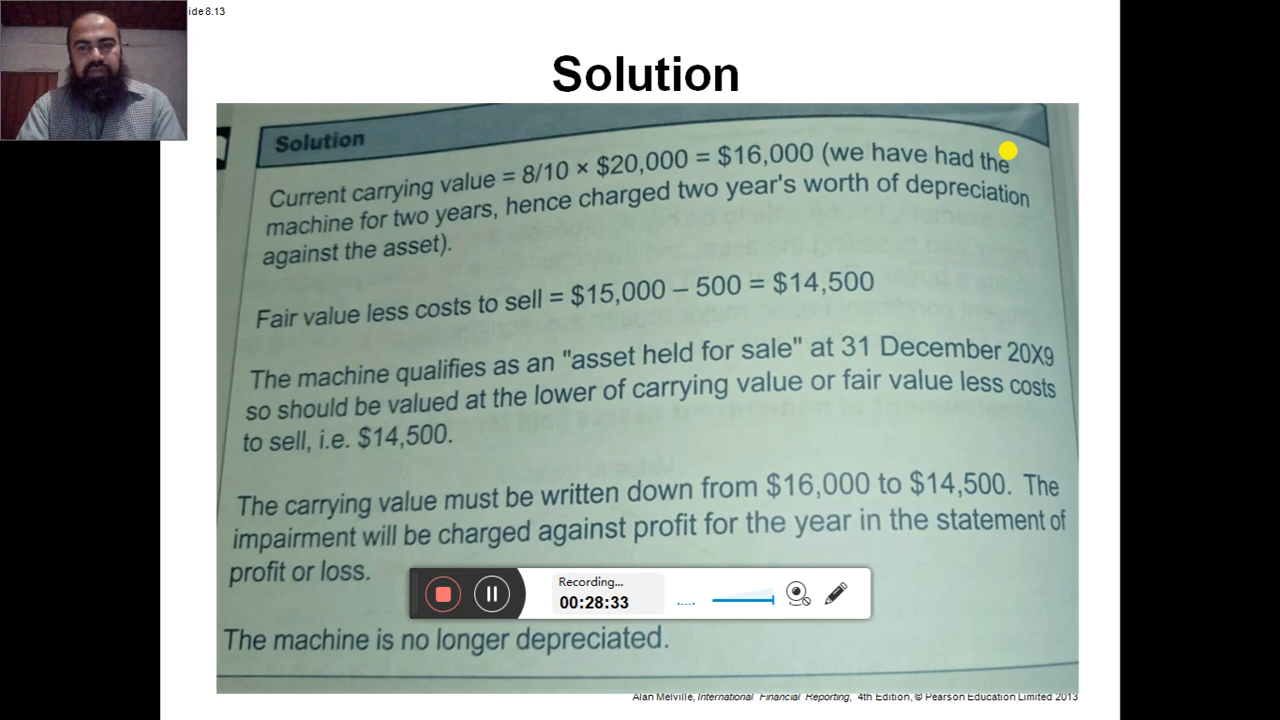 ide 8.13
Solution
Solution
Current carrying value = 8/10 × $20,000 = $16,000 (we have had the
machine for two years, hence charged two year's worth of depreciation
against the asset).
Fair value less costs to sell = $15,000 – 500 = $14,500
The machine qualifies as an "asset held for sale" at 31 December 20X9
so should be valued at the lower of carrying value or fair value less costs
to sell, i.e. $14,500.
The carrying value must be written down from $16,000 to $14,500. The
impairment will be charged against profit for the year in the statement of
profit or loss.
Recording...
00:28:33
The machine is no longer depreciated.
Alan Melville, International Financial Reporting, 4th Edition, © Pearson Education Limited 2013